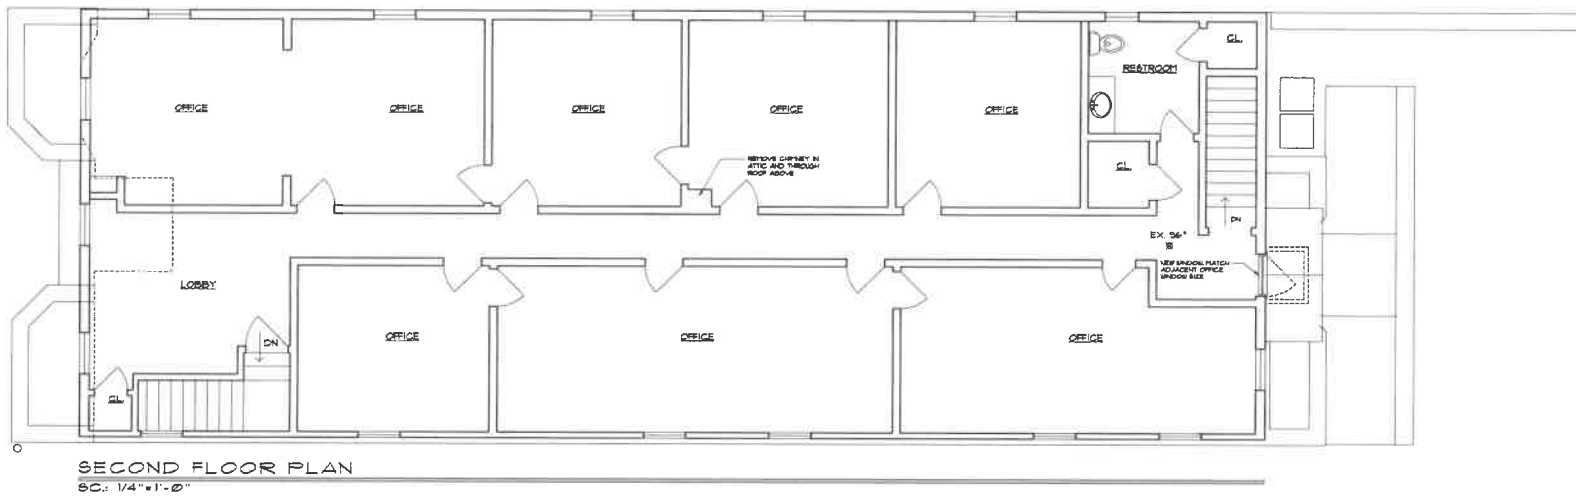 OFFICE
OFFICE
OFFICE
OFFICE
OFFICE
RESTROOM
CL.
CL.
REMOVE CHIMNEY IN
ATTIC AND THROUGH
ROOF ABOVE
DN
EX. 36"
NEW WINDOW, MATCH
ADJACENT OFFICE
WINDOW SIZE
LOBBY
DN
CL.
OFFICE
OFFICE
OFFICE
SECOND FLOOR PLAN
SC.: 1/4"=1'-0"